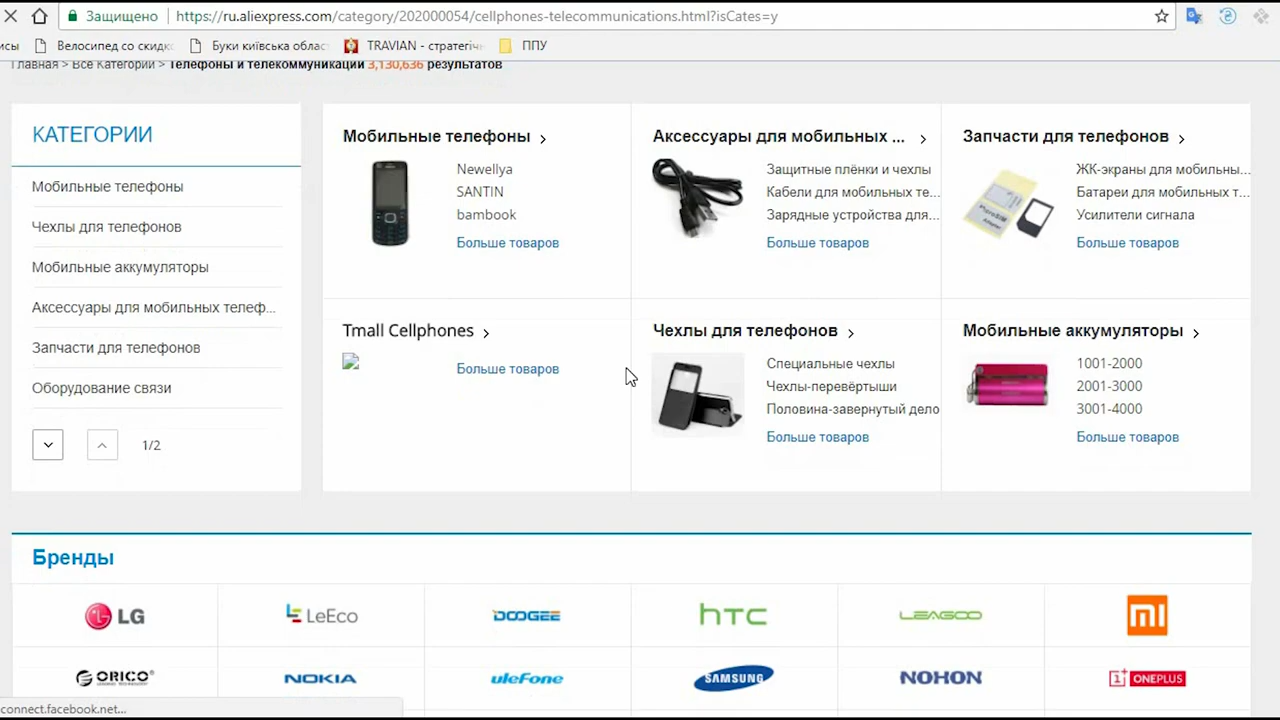 Защищено https://ru.aliexpress.com/category/202000054/cellphones-telecommunications.html?isCates=y
исы Велосипед со скидк Буки київська облас TRAVIAN - стратегічн ППУ
Главная > Все Категории > Телефоны и телекоммуникации 3,130,636 результатов
КАТЕГОРИИ
Мобильные телефоны
Чехлы для телефонов
Мобильные аккумуляторы
Аксессуары для мобильных телеф...
Запчасти для телефонов
Оборудование связи
1/2
Мобильные телефоны
Newellya
SANTIN
bambook
Больше товаров
Аксессуары для мобильных ...
Защитные плёнки и чехлы
Кабели для мобильных те...
Зарядные устройства для...
Больше товаров
Запчасти для телефонов
ЖК-экраны для мобильны...
Батареи для мобильных т...
Усилители сигнала
Больше товаров
Tmall Cellphones
Больше товаров
Чехлы для телефонов
Специальные чехлы
Чехлы-перевёртыши
Половина-завернутый дело
Больше товаров
Мобильные аккумуляторы
1001-2000
2001-3000
3001-4000
Больше товаров
Бренды
LG LeEco DOOGEE hTC LEAGOO MI
ORICO NOKIA uleFone SAMSUNG NOHON ONEPLUS
connect.facebook.net...